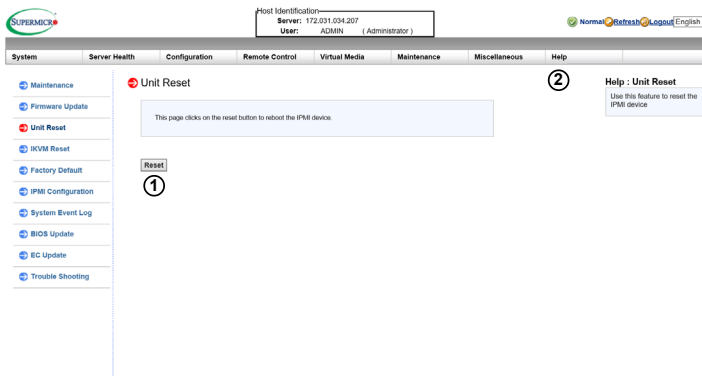 Host Identification
SUPERMICR
Server: 172.031.034.207
User: ADMIN ( Administrator )
Normal Refresh Logout English
System Server Health Configuration Remote Control Virtual Media Maintenance Miscellaneous Help
Maintenance
Firmware Update
Unit Reset
IKVM Reset
Factory Default
IPMI Configuration
System Event Log
BIOS Update
EC Update
Trouble Shooting
Unit Reset
This page clicks on the reset button to reboot the IPMI device.
Reset
1
2
Help : Unit Reset
Use this feature to reset the
IPMI device